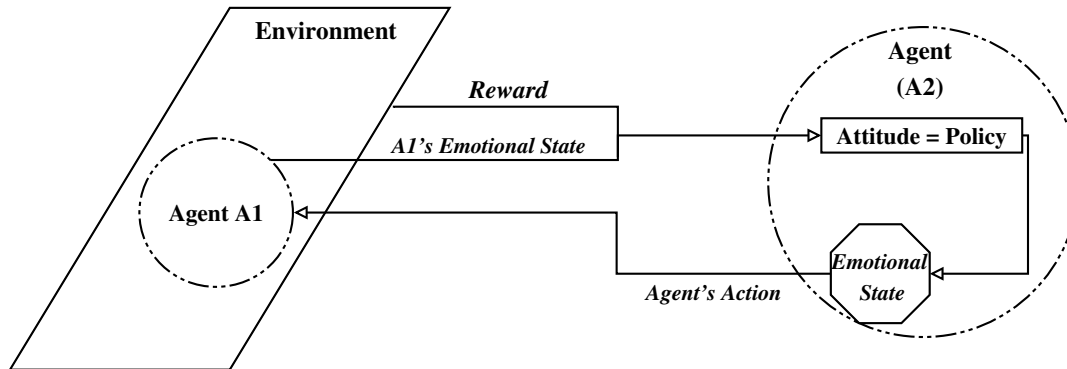 Environment
Agent
(A2)
Reward
Attitude = Policy
A1's Emotional State
Agent A1
Emotional
State
Agent's Action